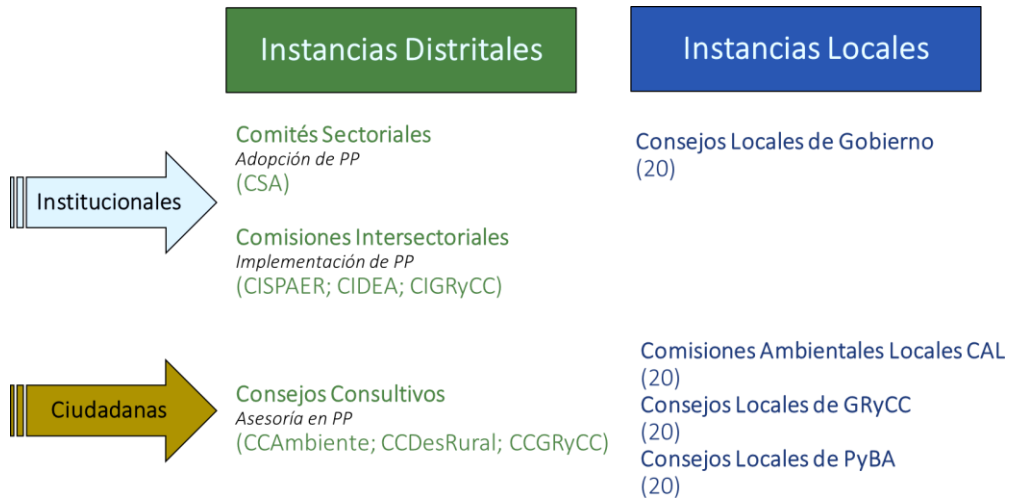 Instancias Distritales
Instancias Locales
Institucionales
Comités Sectoriales
Adopción de PP
(CSA)
Comisiones Intersectoriales
Implementación de PP
(CISPAER; CIDEA; CIGRyCC)
Consejos Locales de Gobierno
(20)
Ciudadanas
Consejos Consultivos
Asesoría en PP
(CCAmbiente; CCDesRural; CCGRyCC)
Comisiones Ambientales Locales CAL
(20)
Consejos Locales de GRyCC
(20)
Consejos Locales de PyBA
(20)